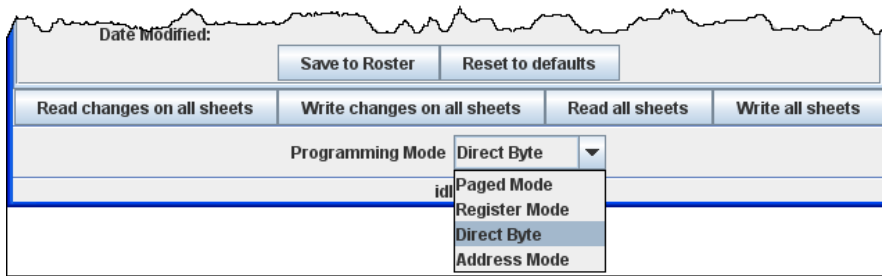 Date Modified:
Save to Roster Reset to defaults
Read changes on all sheets Write changes on all sheets Read all sheets Write all sheets
Programming Mode Direct Byte
idl
Paged Mode
Register Mode
Direct Byte
Address Mode